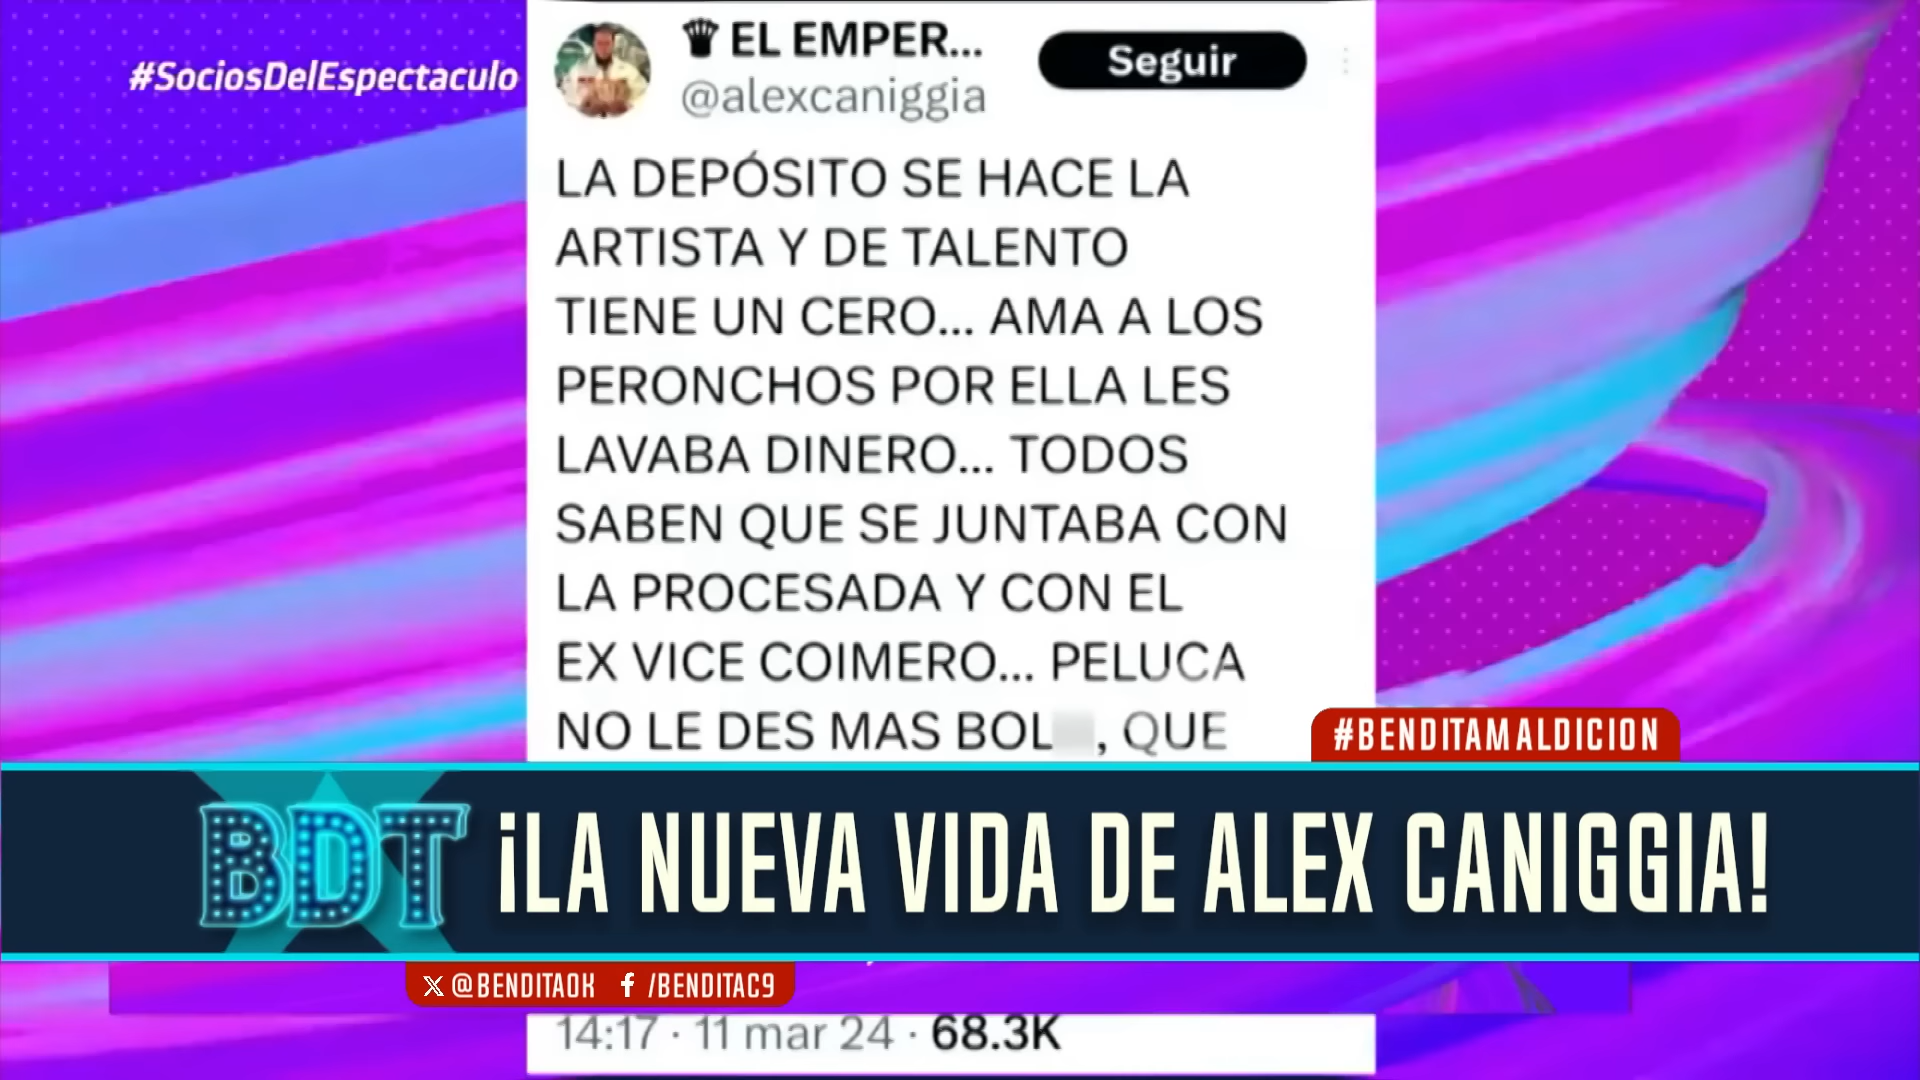 #SociosDelEspectaculo
EL EMPER...
@alexcaniggia
Seguir
LA DEPÓSITO SE HACE LA
ARTISTA Y DE TALENTO
TIENE UN CERO... AMA A LOS
PERONCHOS POR ELLA LES
LAVABA DINERO... TODOS
SABEN QUE SE JUNTABA CON
LA PROCESADA Y CON EL
EX VICE COIMERO... PELUCA
NO LE DES MAS BOL , QUE
#BENDITAMALDICION
BDT
¡LA NUEVA VIDA DE ALEX CANIGGIA!
@BENDITAOK /BENDITAC9
14:17 · 11 mar 24 · 68.3K